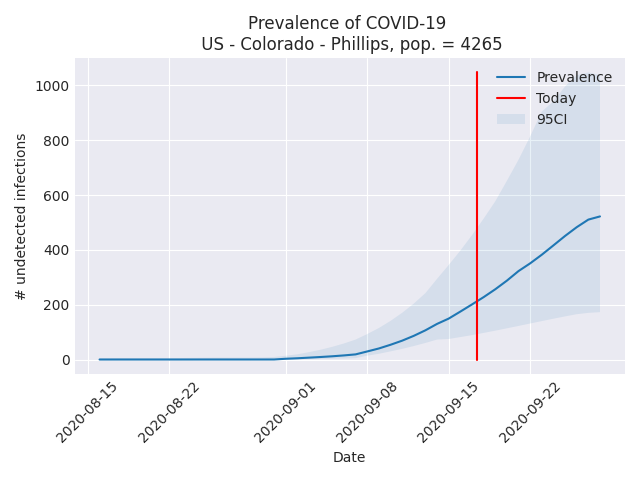 Prevalence of COVID-19
US - Colorado - Phillips, pop. = 4265
Prevalence
Today
95CI
# undetected infections
1000
800
600
400
200
0
2020-08-15
2020-08-22
2020-09-01
2020-09-08
2020-09-15
2020-09-22
Date